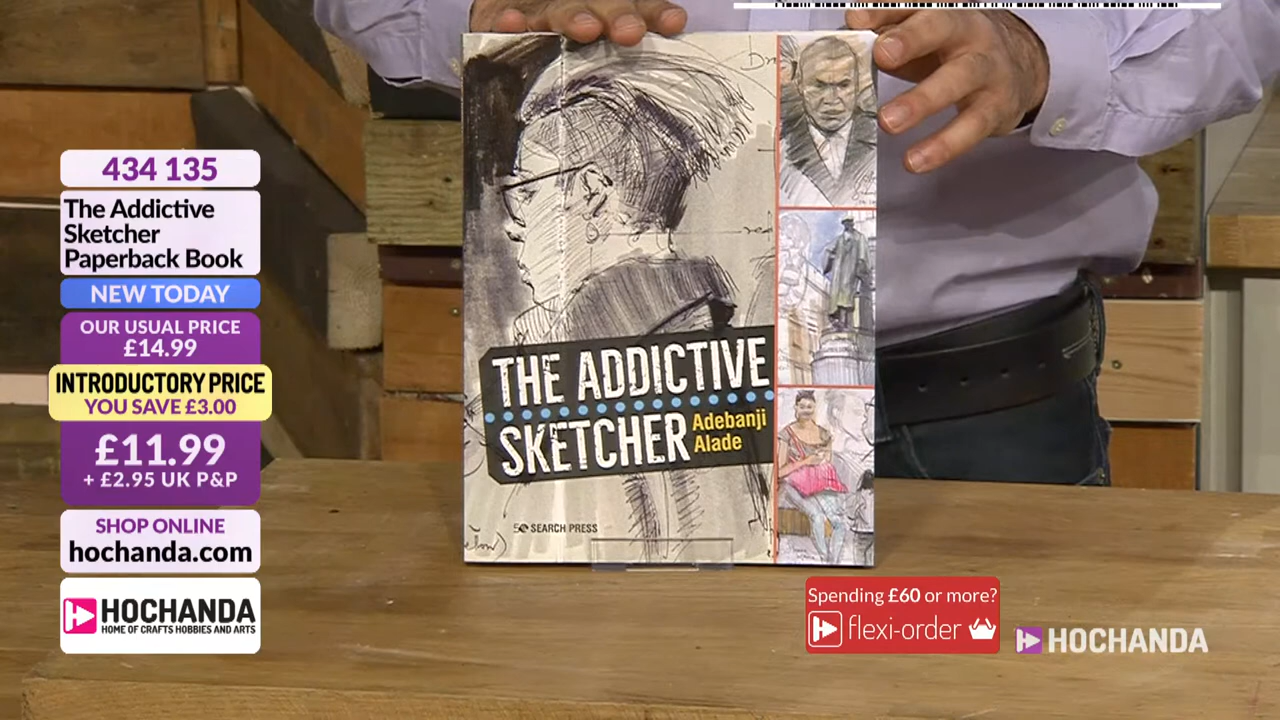 434 135
The Addictive
Sketcher
Paperback Book
NEW TODAY
OUR USUAL PRICE
£14.99
INTRODUCTORY PRICE
YOU SAVE £3.00
£11.99
+ £2.95 UK P&P
SHOP ONLINE
hochanda.com
HOCHANDA
HOME OF CRAFTS HOBBIES AND ARTS
THE ADDICTIVE
SKETCHER
Adebanji
Alade
SEARCH PRESS
Spending £60 or more?
flexi-order
HOCHANDA